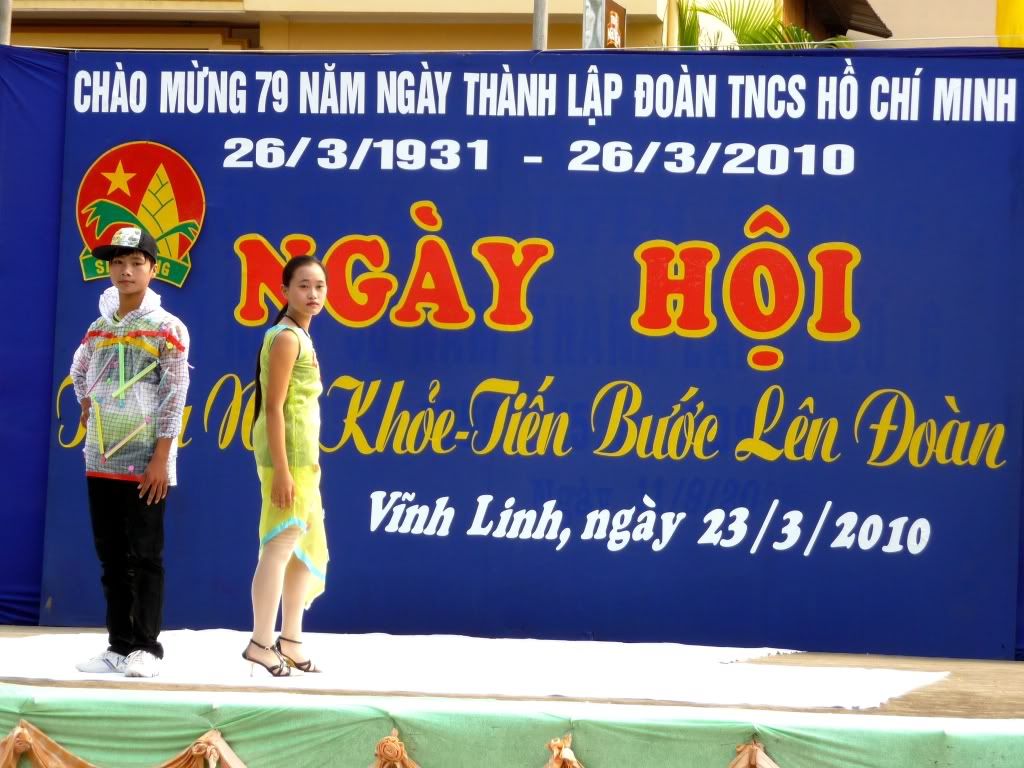 CHÀO MỪNG 79 NĂM NGÀY THÀNH LẬP ĐOÀN TNCS HỒ CHÍ MINH
26/3/1931 - 26/3/2010
NGÀY HỘI
Khỏe-Tiến Bước Lên Đoàn
Vĩnh Linh, ngày 23/3/2010